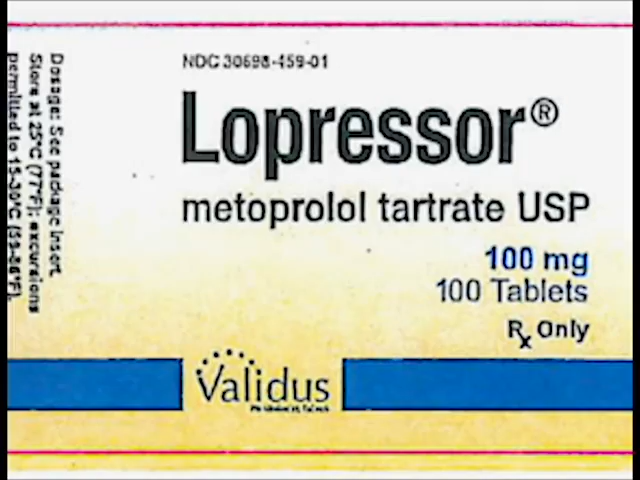 NDC 30698-459-01
Lopressor®
metoprolol tartrate USP
100 mg
100 Tablets
Rx Only
Validus
Dosage: See package insert.
Store at 25°C (77°F); excursions
permitted to 15-30°C (59-86°F).